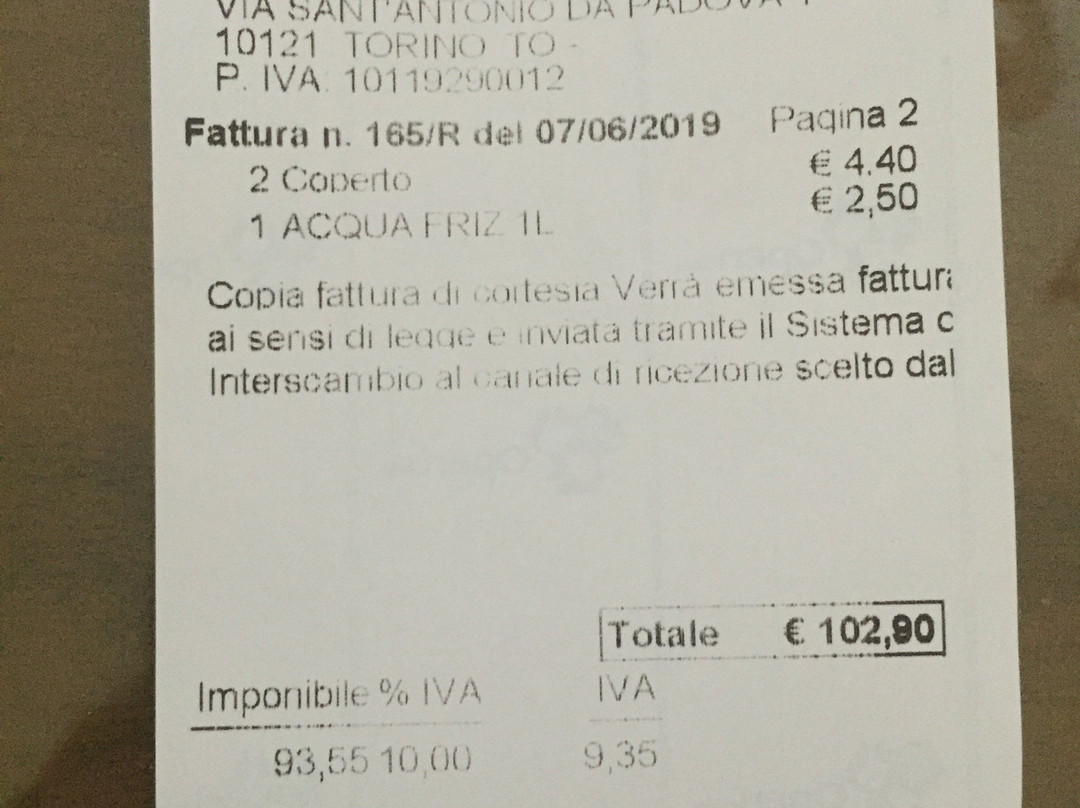 VIA SANT'ANTONIO DA PADOVA 1
10121 TORINO TO -
P. IVA 10119290012
Fattura n. 165/R del 07/06/2019 Pagina 2
2 Coperto € 4.40
1 ACQUA FRIZ 1L € 2,50
Copia fattura di cortesia Verrà emessa fattura
ai sensi di legge e inviata tramite il Sistema
Interscambio al canale di ricezione scelto dal
Totale € 102,90
Imponibile % IVA IVA
93,55 10,00 9,35